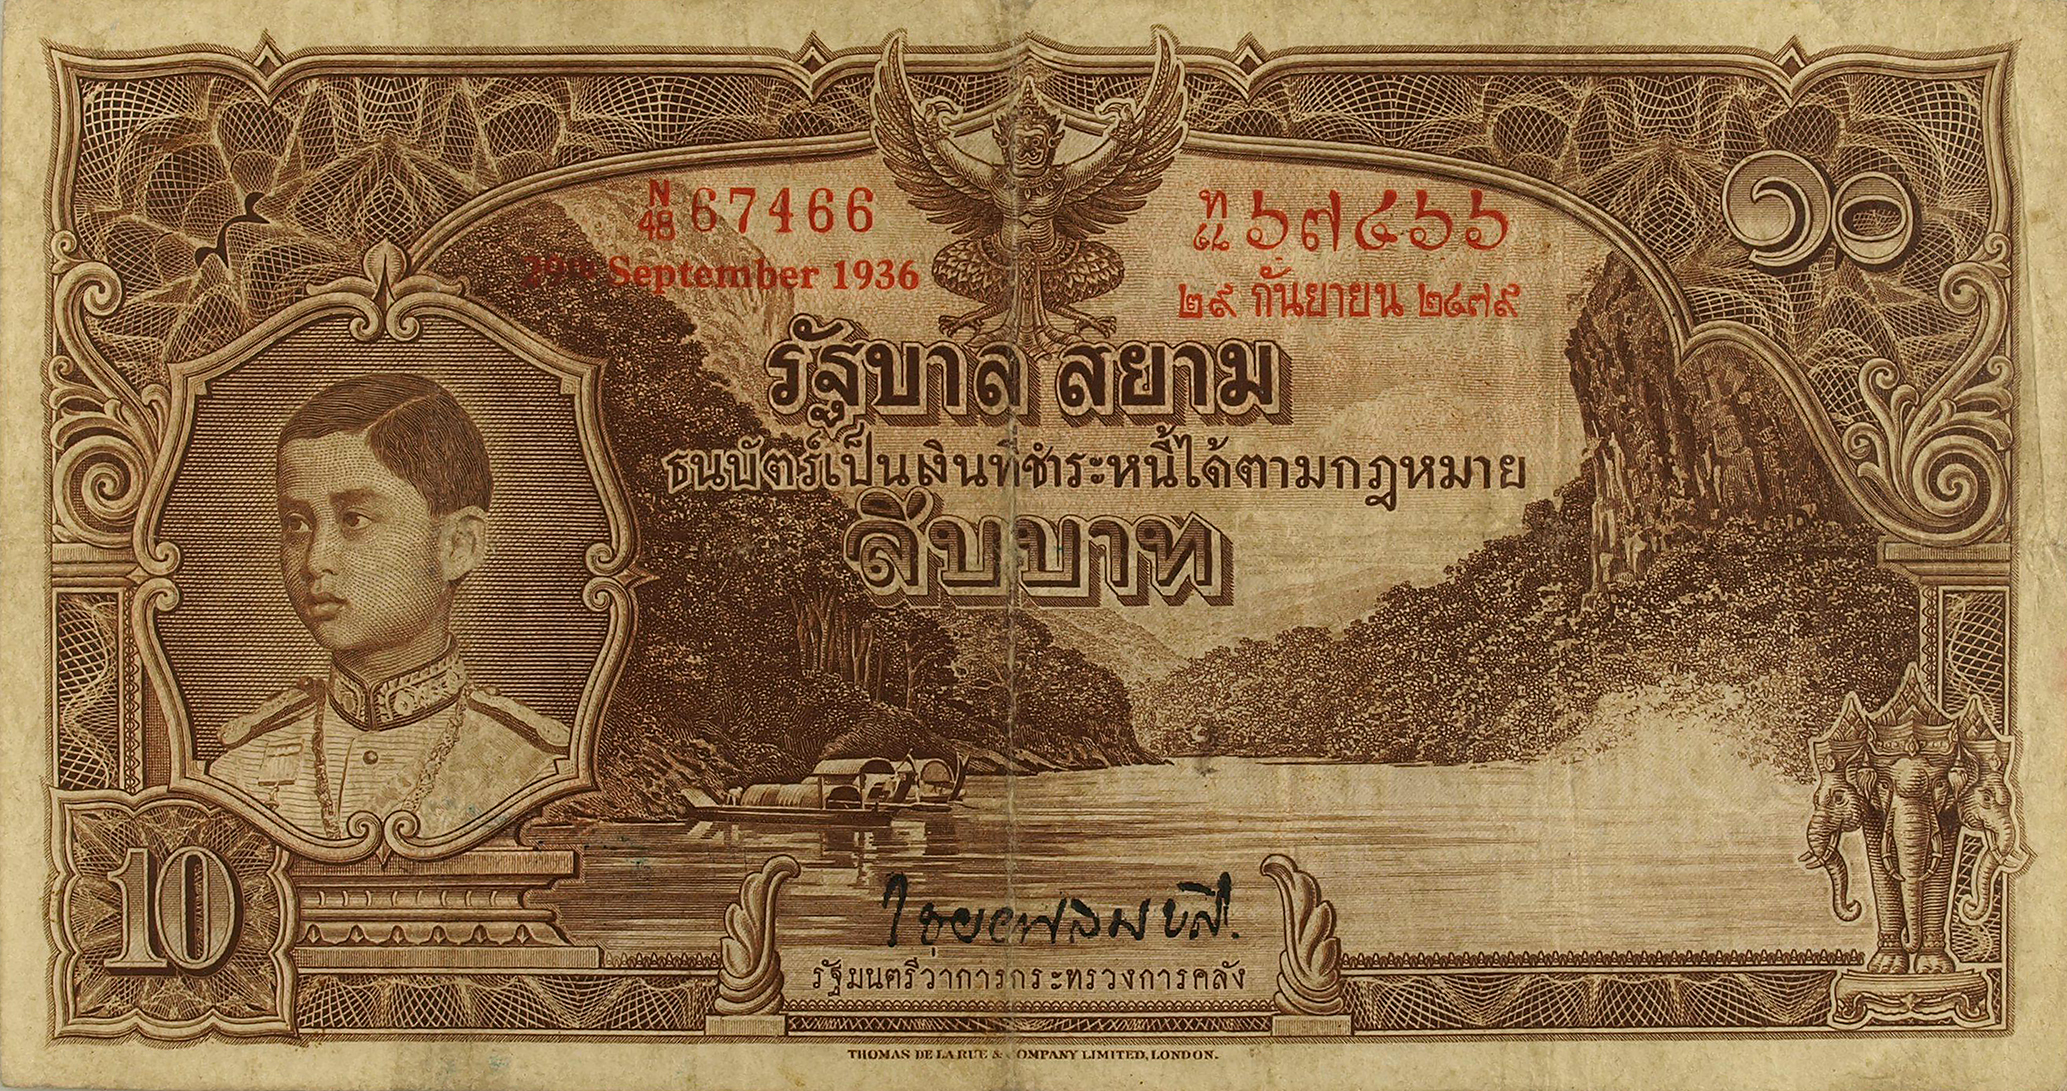 N/48 67466
29th September 1936
ท/๔๘ ๖๗๔๖๖
๒๙ กันยายน ๒๔๗๙
๑๐
รัฐบาล สยาม
ธนบัตร์เป็นเงินที่ชำระหนี้ได้ตามกฎหมาย
สิบบาท
รัฐมนตรีว่าการกระทรวงการคลัง
10
THOMAS DE LA RUE & COMPANY LIMITED, LONDON.